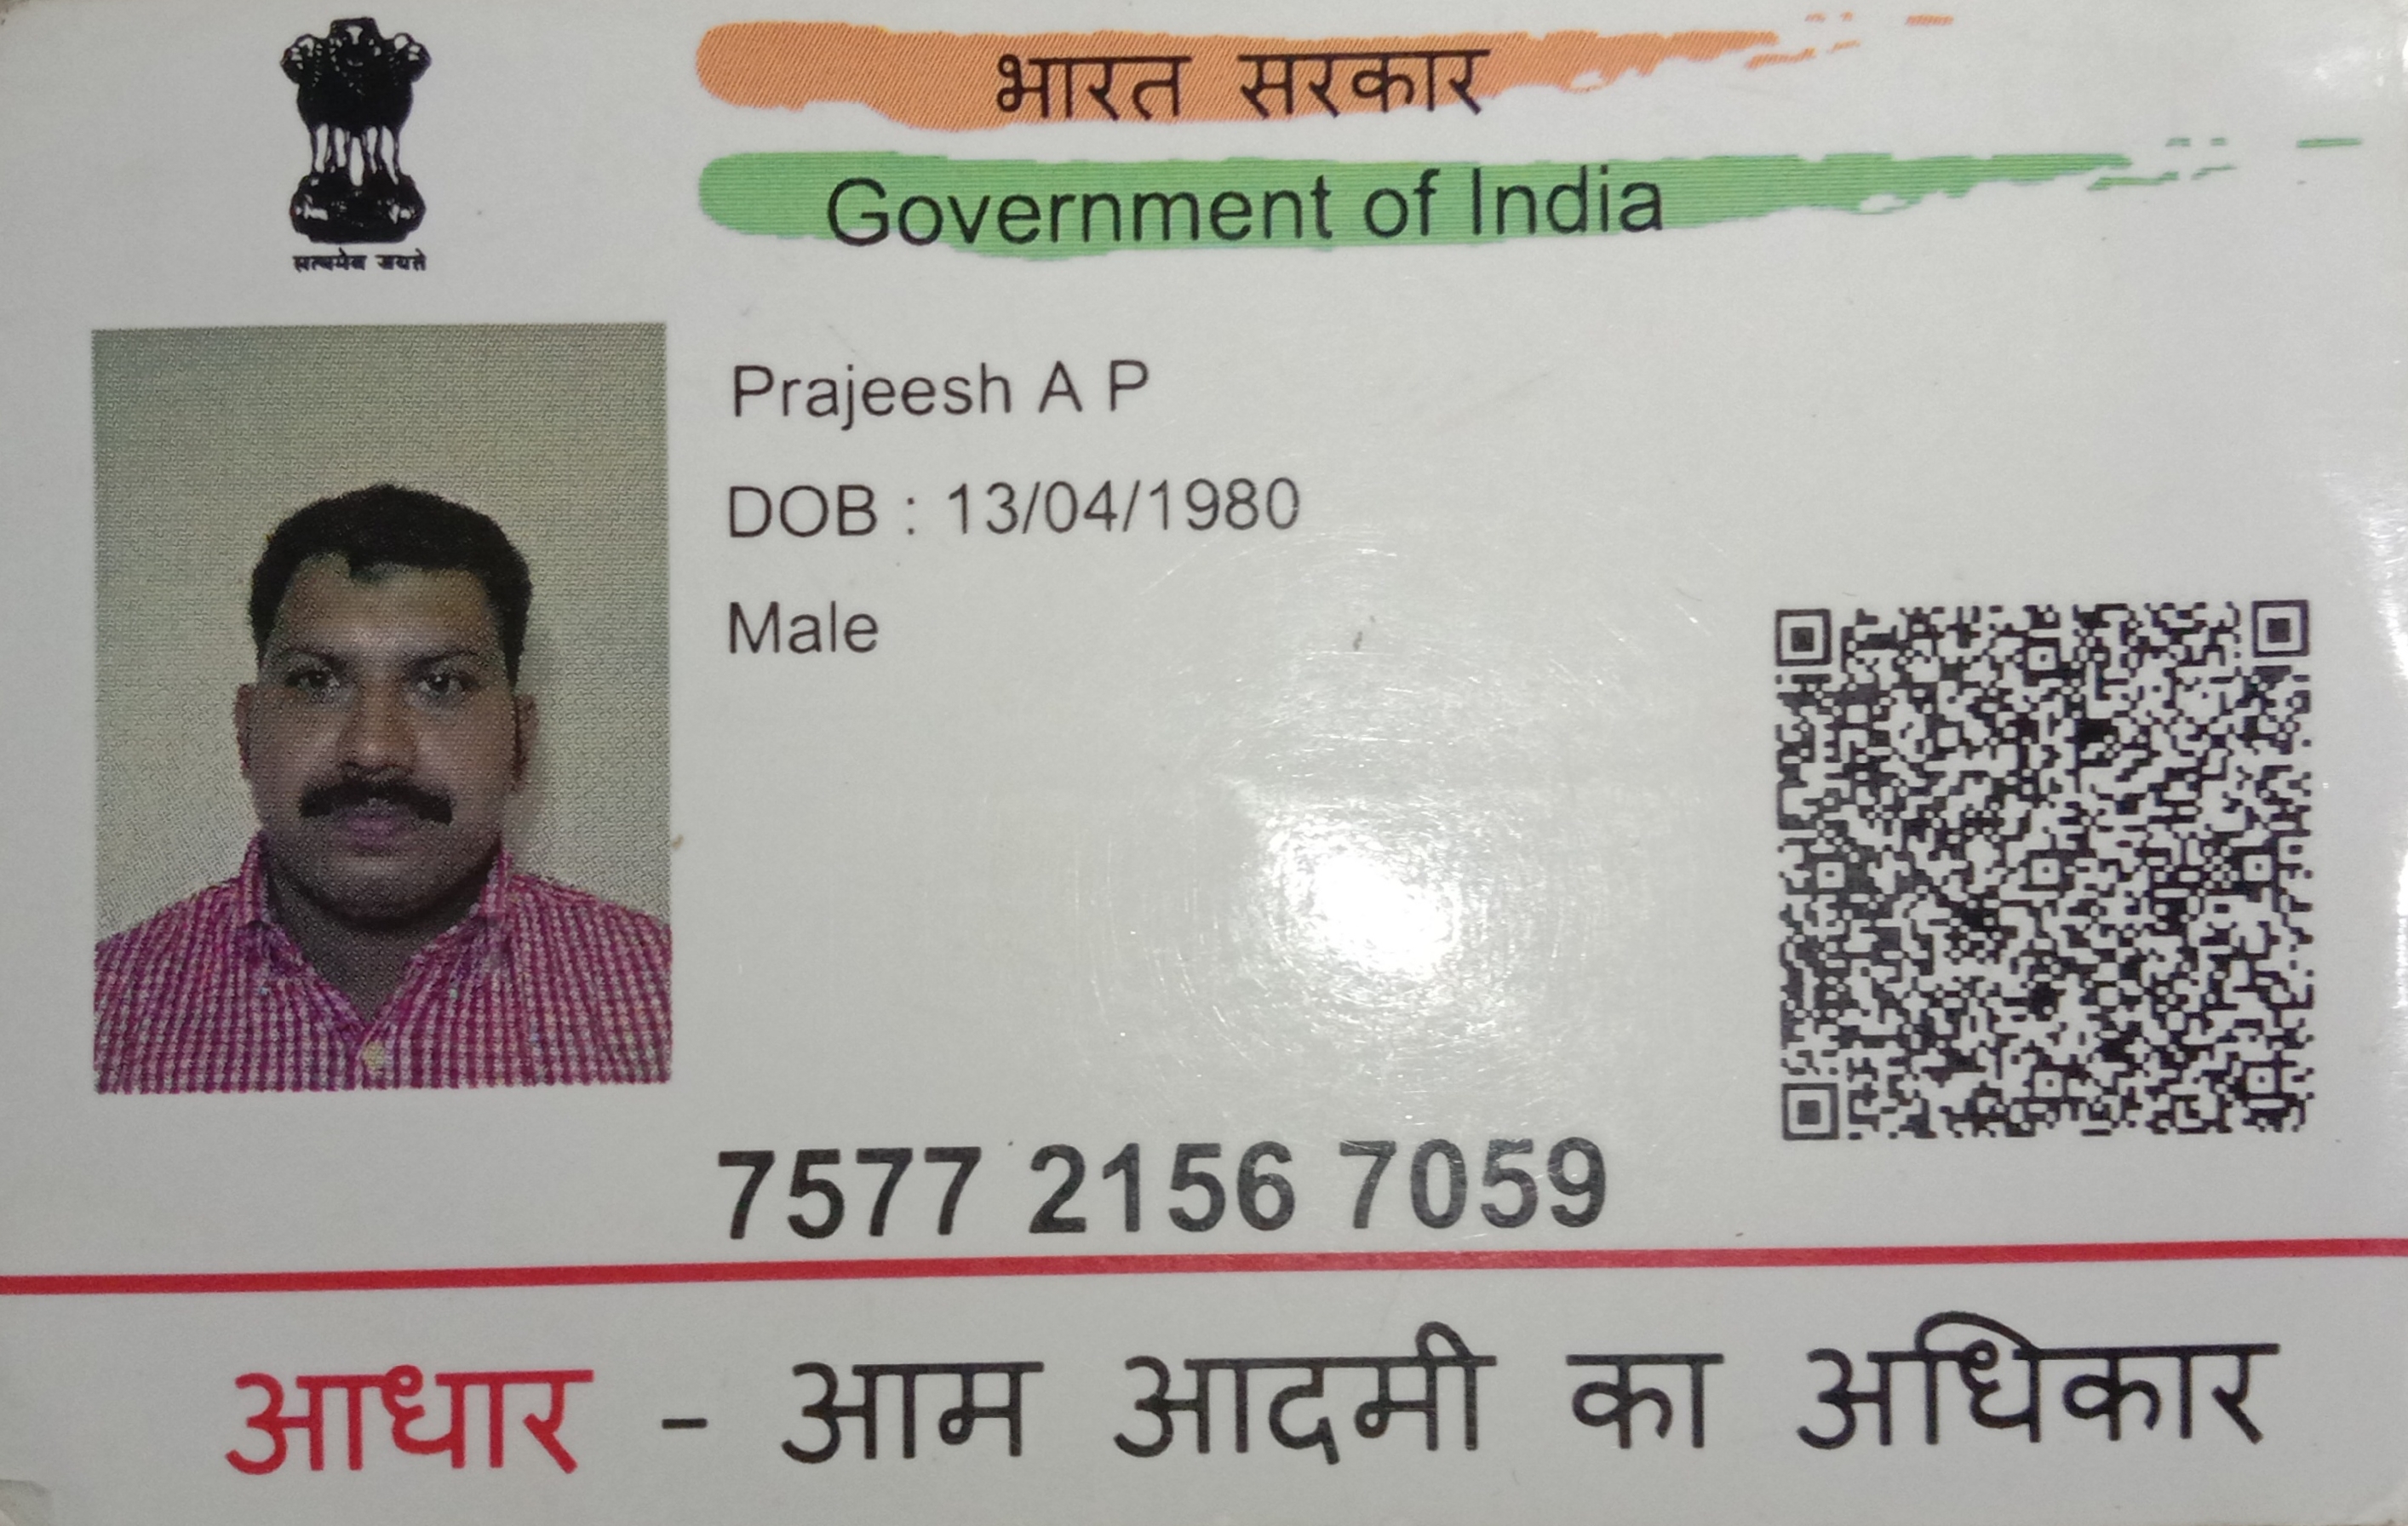 सत्यमेव जयते
भारत सरकार
Government of India
Prajeesh A P
DOB : 13/04/1980
Male
7577 2156 7059
आधार - आम आदमी का अधिकार